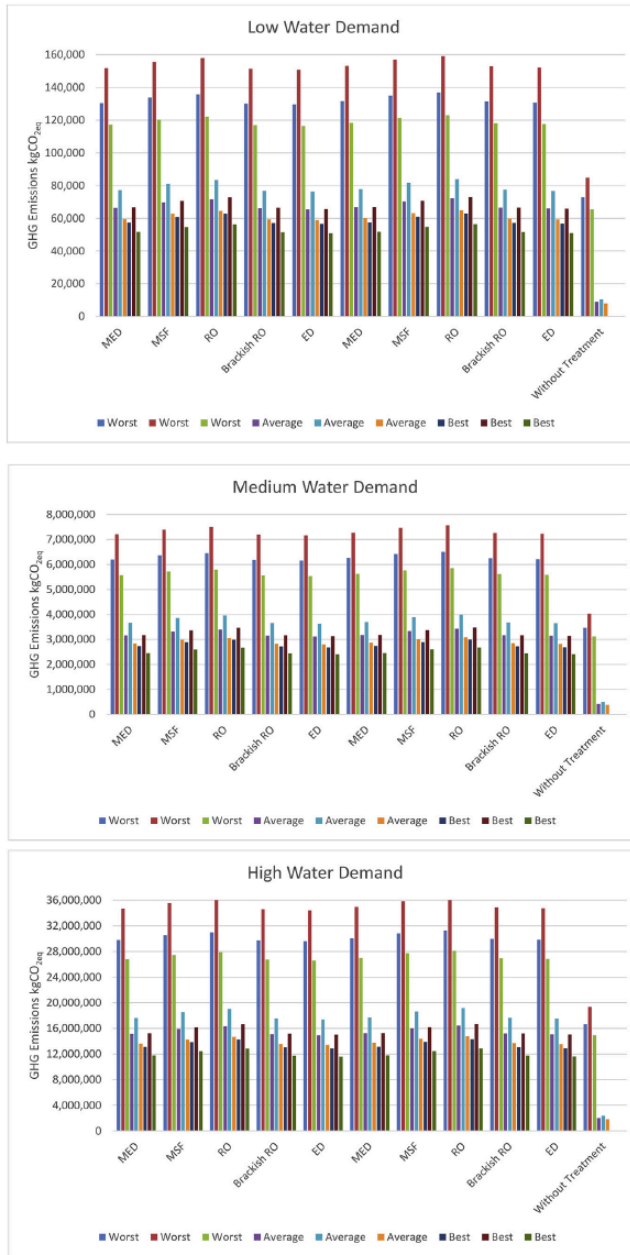 Low Water Demand
160,000
140,000
120,000
100,000
80,000
60,000
40,000
20,000
0
GHG Emissions kgCO2eq
MED MSF RO Brackish RO ED MED MSF RO Brackish RO ED Without Treatment
Worst Worst Worst Average Average Average Best Best Best
Medium Water Demand
8,000,000
7,000,000
6,000,000
5,000,000
4,000,000
3,000,000
2,000,000
1,000,000
0
GHG Emissions kgCO2eq
MED MSF RO Brackish RO ED MED MSF RO Brackish RO ED Without Treatment
Worst Worst Worst Average Average Average Best Best Best
High Water Demand
36,000,000
32,000,000
28,000,000
24,000,000
20,000,000
16,000,000
12,000,000
8,000,000
4,000,000
0
GHG Emissions kgCO2eq
MED MSF RO Brackish RO ED MED MSF RO Brackish RO ED Without Treatment
Worst Worst Worst Average Average Average Best Best Best